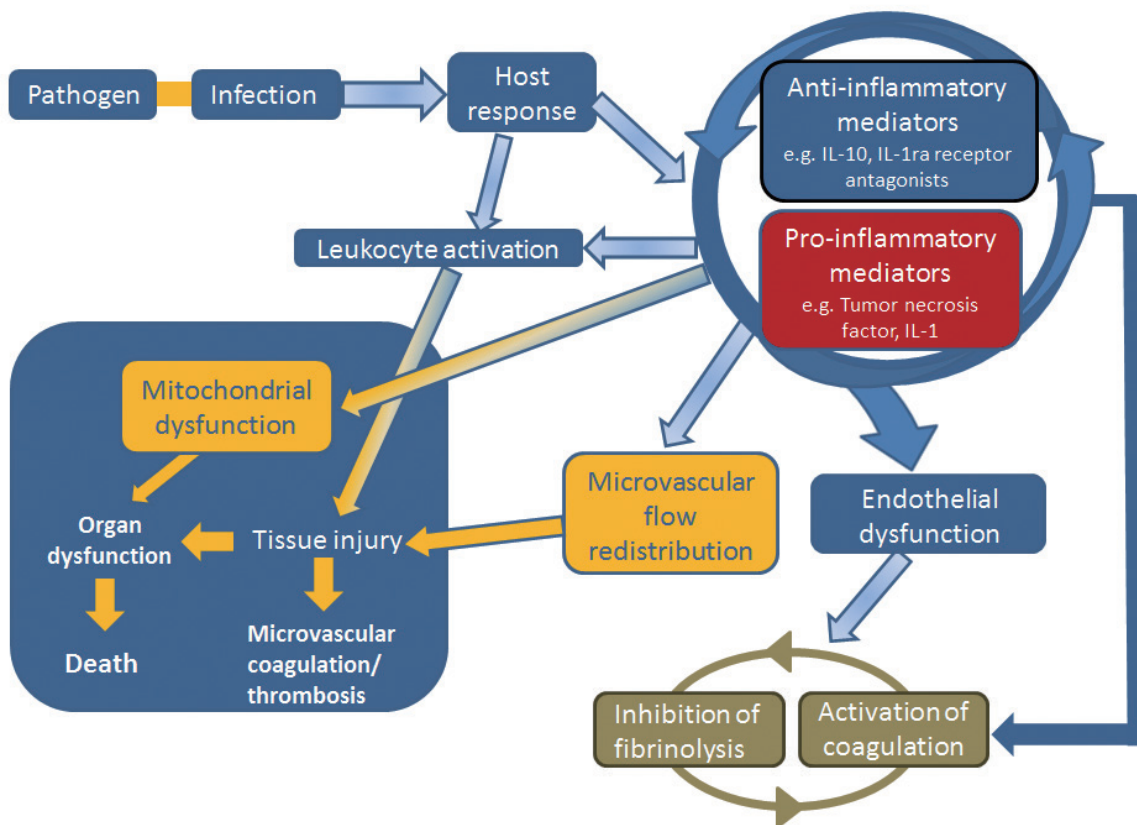 Pathogen
Infection
Host
response
Anti-inflammatory
mediators
e.g. IL-10, IL-1ra receptor
antagonists
Leukocyte activation
Pro-inflammatory
mediators
e.g. Tumor necrosis
factor, IL-1
Mitochondrial
dysfunction
Microvascular
flow
redistribution
Endothelial
dysfunction
Organ
dysfunction
Tissue injury
Death
Microvascular
coagulation/
thrombosis
Inhibition of
fibrinolysis
Activation of
coagulation